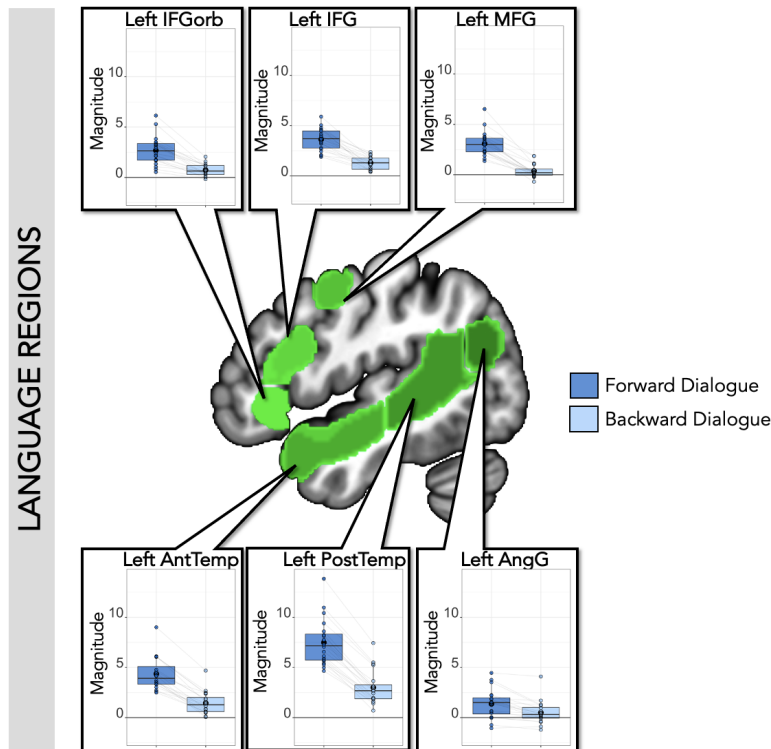 LANGUAGE REGIONS
Left IFGorb
Magnitude
10
5
0
Left IFG
Magnitude
10
5
0
Left MFG
Magnitude
10
5
0
Forward Dialogue
Backward Dialogue
Left AntTemp
Magnitude
10
5
0
Left PostTemp
Magnitude
10
5
0
Left AngG
Magnitude
10
5
0